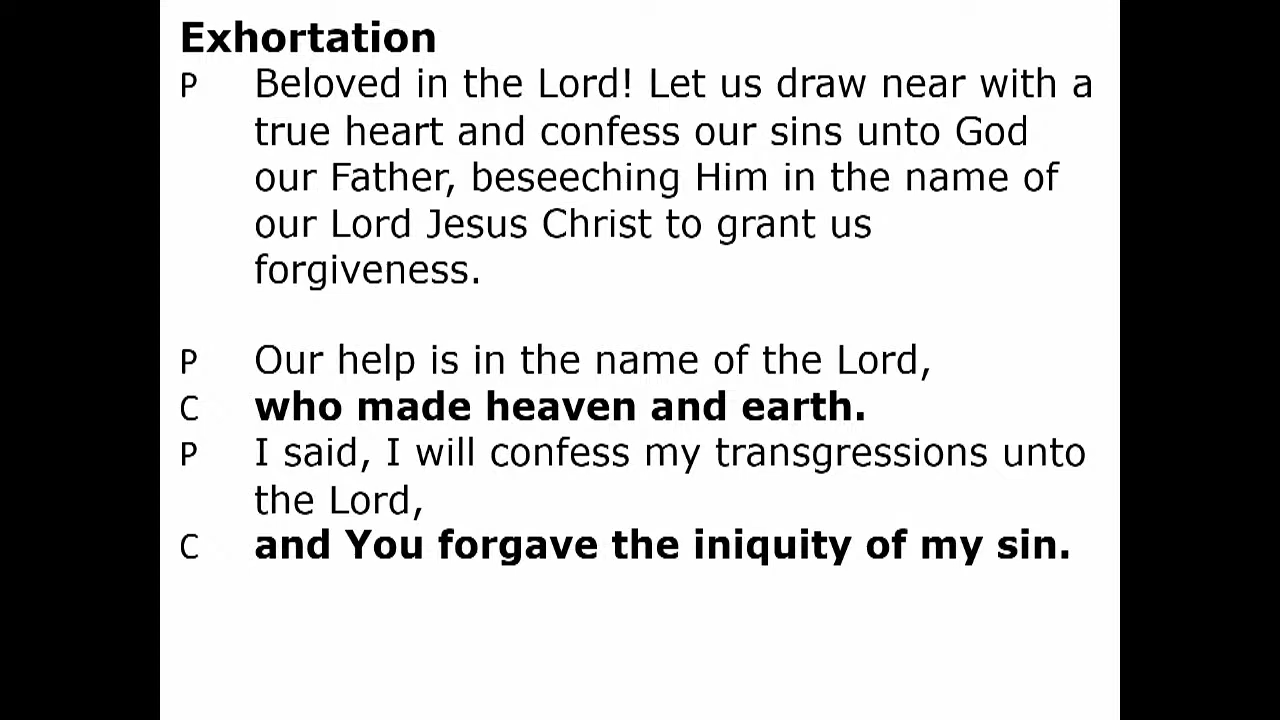 Exhortation
P Beloved in the Lord! Let us draw near with a
true heart and confess our sins unto God
our Father, beseeching Him in the name of
our Lord Jesus Christ to grant us
forgiveness.
P Our help is in the name of the Lord,
C who made heaven and earth.
P I said, I will confess my transgressions unto
the Lord,
C and You forgave the iniquity of my sin.